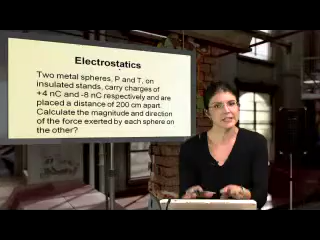 Electrostatics
Two metal spheres, P and T, on
insulated stands, carry charges of
+4 nC and -8 nC respectively and are
placed a distance of 200 cm apart.
Calculate the magnitude and direction
of the force exerted by each sphere on
the other?